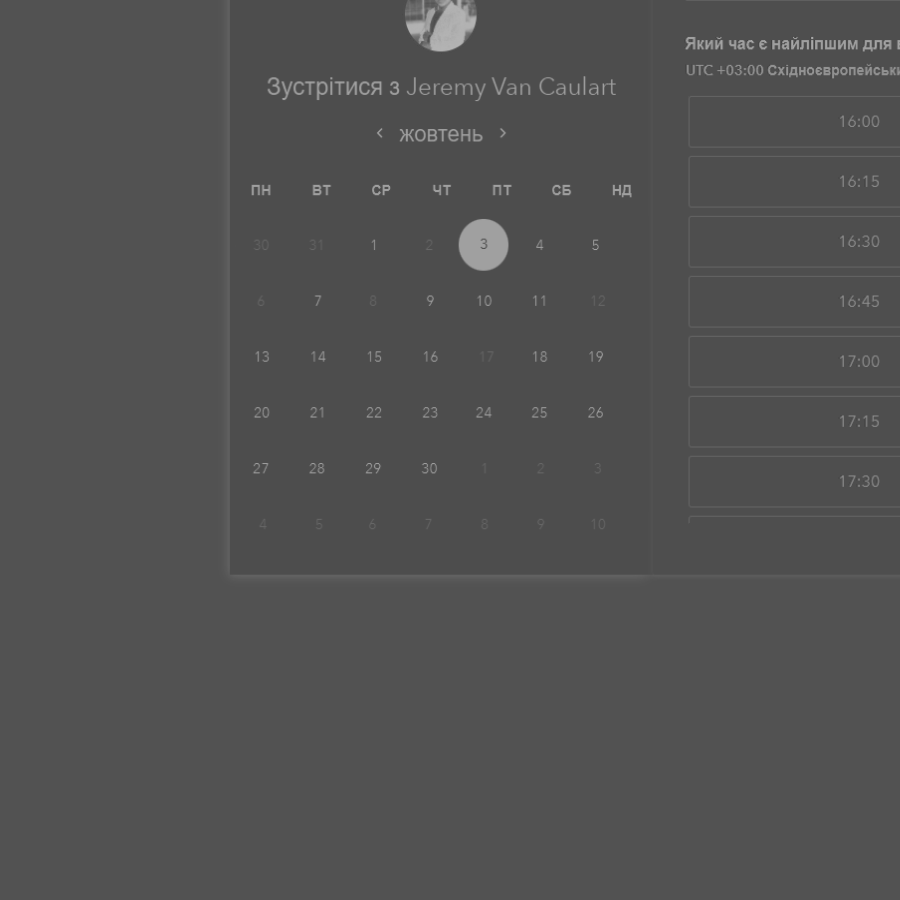 Зустрітися з Jeremy Van Caulart
жовтень
ПН ВТ СР ЧТ ПТ СБ НД
30 31 1 2 3 4 5
6 7 8 9 10 11 12
13 14 15 16 17 18 19
20 21 22 23 24 25 26
27 28 29 30 1 2 3
4 5 6 7 8 9 10
Який час є найліпшим для
UTC +03:00 Східноєвропейськ
16:00
16:15
16:30
16:45
17:00
17:15
17:30